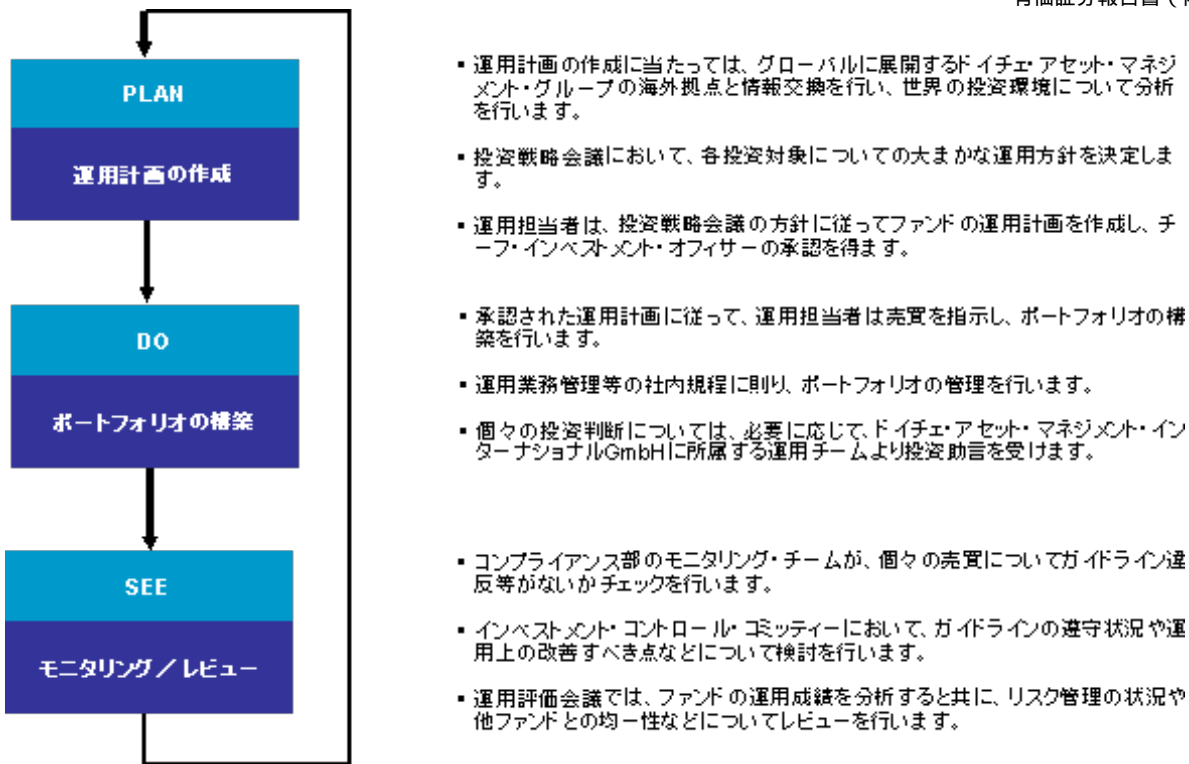 PLAN
運用計画の作成
▪ 運用計画の作成に当たっては、グローバルに展開するドイチェ・アセット・マネジ
メント・グループの海外拠点と情報交換を行い、世界の投資環境について分析
を行います。
▪ 投資戦略会議において、各投資対象についての大まかな運用方針を決定しま
す。
▪ 運用担当者は、投資戦略会議の方針に従ってファンドの運用計画を作成し、チ
ーフ・インベストメント・オフィサーの承認を得ます。
DO
ポートフォリオの構築
▪ 承認された運用計画に従って、運用担当者は売買を指示し、ポートフォリオの構
築を行います。
▪ 運用業務管理等の社内規程に則り、ポートフォリオの管理を行います。
▪ 個々の投資判断については、必要に応じて、ドイチェ・アセット・マネジメント・イン
ターナショナルGmbHに所属する運用チームより投資助言を受けます。
SEE
モニタリング／レビュー
▪ コンプライアンス部のモニタリング・チームが、個々の売買についてガイドライン違
反等がないかチェックを行います。
▪ インベストメント・コントロール・コミッティーにおいて、ガイドラインの遵守状況や運
用上の改善すべき点などについて検討を行います。
▪ 運用評価会議では、ファンドの運用成績を分析すると共に、リスク管理の状況や
他ファンドとの均一性などについてレビューを行います。